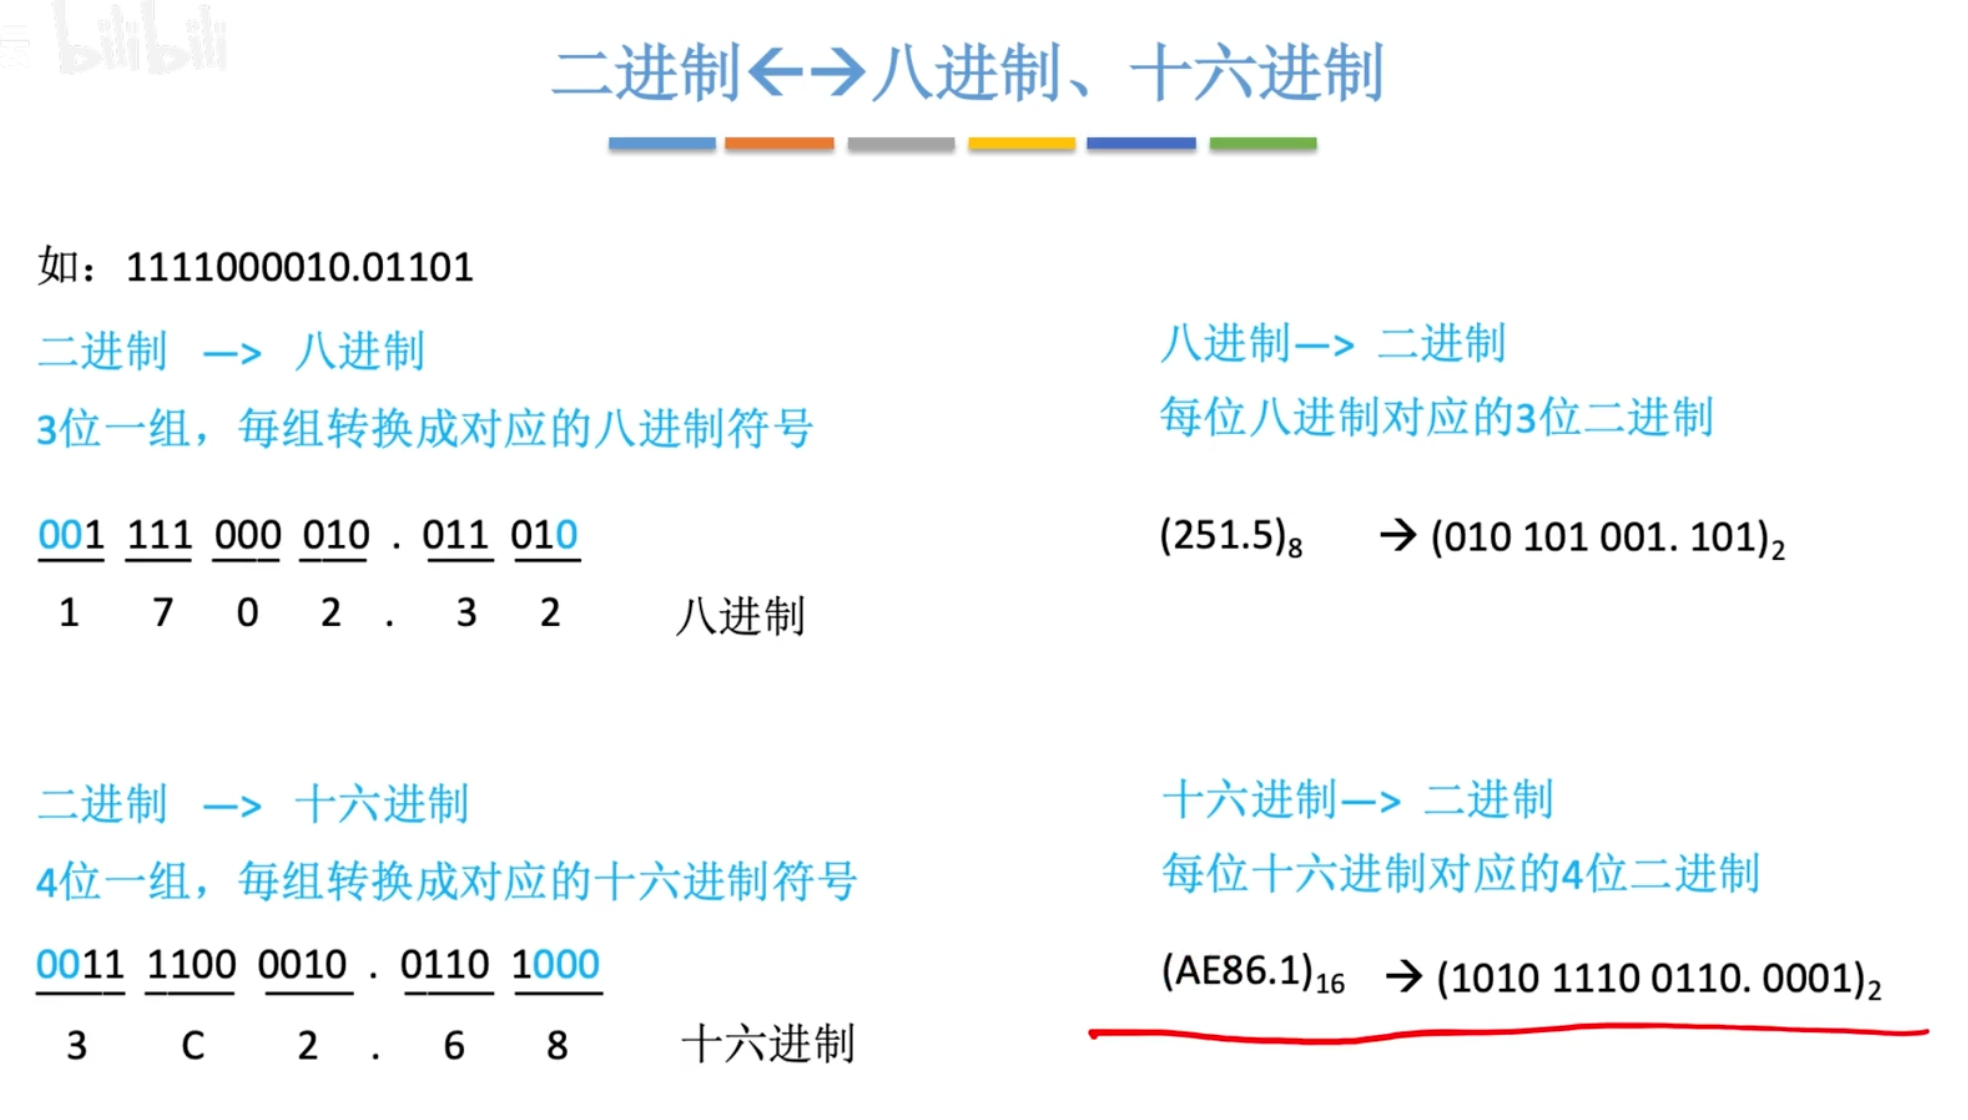 bilibili
二进制←→八进制、十六进制
如：1111000010.01101
二进制 —> 八进制
3位一组，每组转换成对应的八进制符号
001 111 000 010 . 011 010
1 7 0 2 . 3 2 八进制
二进制 —> 十六进制
4位一组，每组转换成对应的十六进制符号
0011 1100 0010 . 0110 1000
3 C 2 . 6 8 十六进制
八进制—> 二进制
每位八进制对应的3位二进制
(251.5)₈ → (010 101 001. 101)₂
十六进制—> 二进制
每位十六进制对应的4位二进制
(AE86.1)₁₆ → (1010 1110 0110. 0001)₂